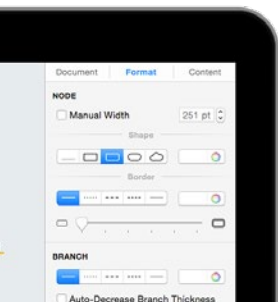 Document Format Content
NODE
Manual Width 251 pt
Shape
Border
BRANCH
Auto-Decrease Branch Thickness